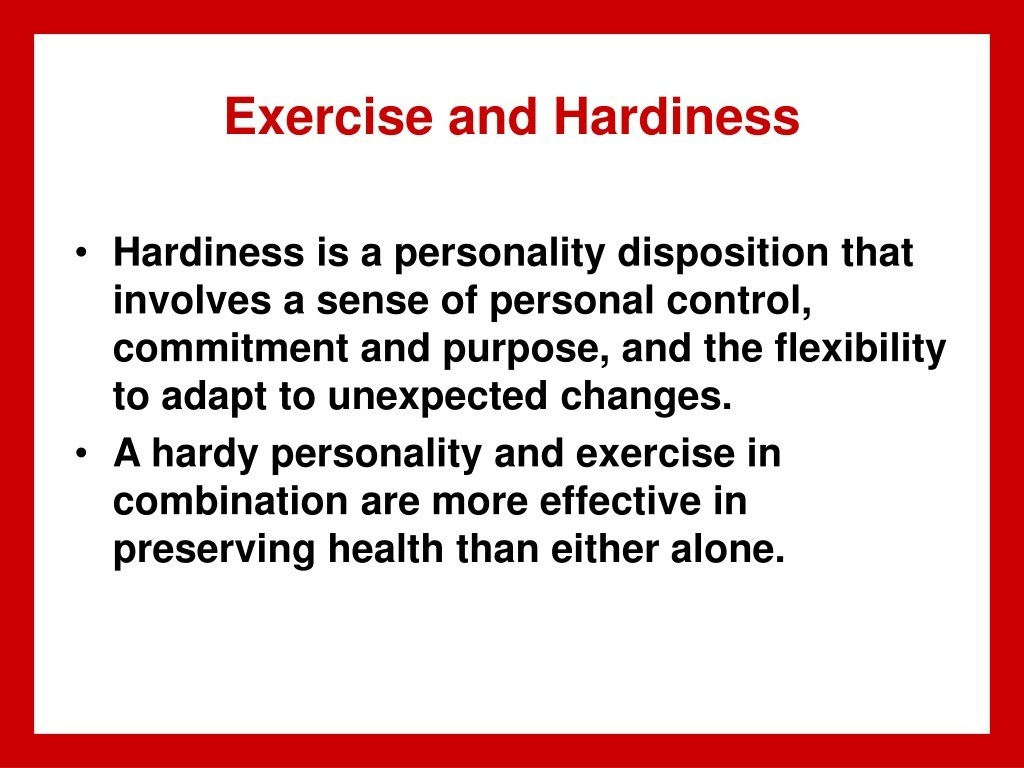 Exercise and Hardiness
• Hardiness is a personality disposition that
involves a sense of personal control,
commitment and purpose, and the flexibility
to adapt to unexpected changes.
• A hardy personality and exercise in
combination are more effective in
preserving health than either alone.